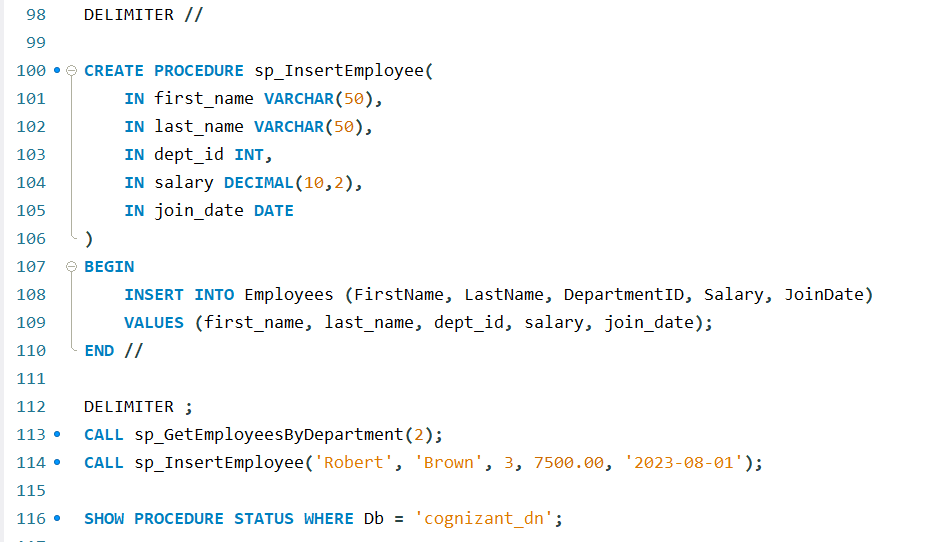 98 DELIMITER //
99
100 CREATE PROCEDURE sp_InsertEmployee(
101 IN first_name VARCHAR(50),
102 IN last_name VARCHAR(50),
103 IN dept_id INT,
104 IN salary DECIMAL(10,2),
105 IN join_date DATE
106 )
107 BEGIN
108 INSERT INTO Employees (FirstName, LastName, DepartmentID, Salary, JoinDate)
109 VALUES (first_name, last_name, dept_id, salary, join_date);
110 END //
111
112 DELIMITER ;
113 CALL sp_GetEmployeesByDepartment(2);
114 CALL sp_InsertEmployee('Robert', 'Brown', 3, 7500.00, '2023-08-01');
115
116 SHOW PROCEDURE STATUS WHERE Db = 'cognizant_dn';